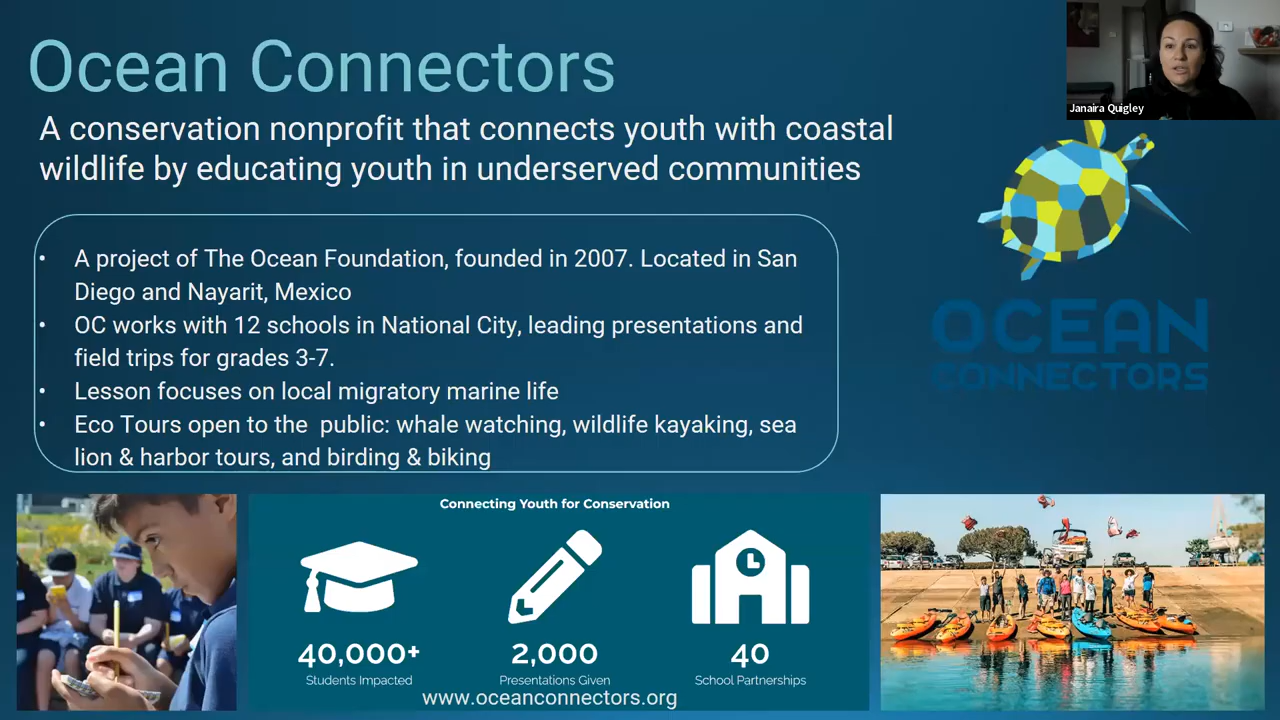 Ocean Connectors
Janaira Quigley
A conservation nonprofit that connects youth with coastal
wildlife by educating youth in underserved communities
• A project of The Ocean Foundation, founded in 2007. Located in San
Diego and Nayarit, Mexico
• OC works with 12 schools in National City, leading presentations and
field trips for grades 3-7.
• Lesson focuses on local migratory marine life
• Eco Tours open to the  public: whale watching, wildlife kayaking, sea
lion & harbor tours, and birding & biking
OCEAN
CONNECTORS
Connecting Youth for Conservation
40,000+ 2,000 40
Students Impacted Presentations Given School Partnerships
www.oceanconnectors.org